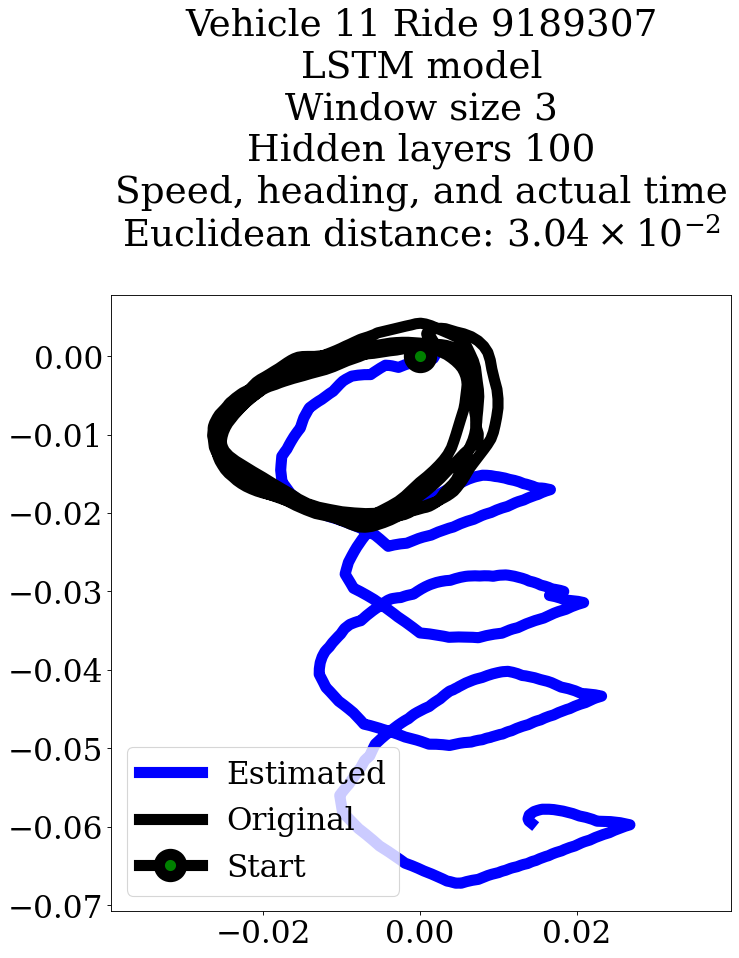 Vehicle 11 Ride 9189307
LSTM model
Window size 3
Hidden layers 100
Speed, heading, and actual time
Euclidean distance: 3.04 × 10⁻²
0.00
−0.01
−0.02
−0.03
−0.04
−0.05
−0.06
−0.07
Estimated
Original
Start
−0.02 0.00 0.02